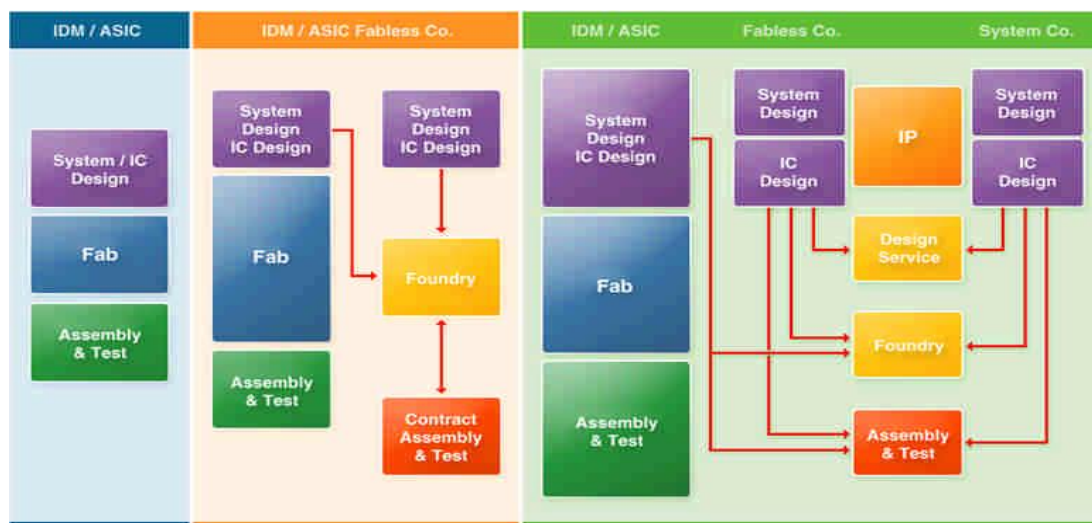 IDM / ASIC
IDM / ASIC Fabless Co.
IDM / ASIC
Fabless Co.
System Co.
System / IC
Design
Fab
Assembly
& Test
System
Design
IC Design
Fab
Assembly
& Test
System
Design
IC Design
Foundry
Contract
Assembly
& Test
System
Design
IC Design
Fab
Assembly
& Test
System
Design
IC
Design
IP
Design
Service
Foundry
Assembly
& Test
System
Design
IC
Design